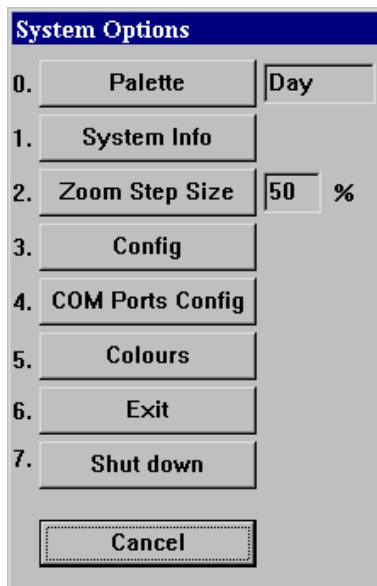 System Options
0. Palette Day
1. System Info
2. Zoom Step Size 50 %
3. Config
4. COM Ports Config
5. Colours
6. Exit
7. Shut down
Cancel